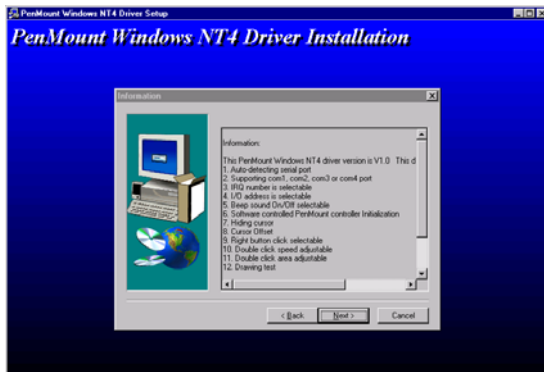 PenMount Windows NT4 Driver Setup
PenMount Windows NT4 Driver Installation
Information
Information:
This PenMount Windows NT4 driver version is V1.0 This d
1. Auto-detecting serial port
2. Supporting com1, com2, com3 or com4 port
3. IRQ number is selectable
4. I/O address is selectable
5. Beep sound On/Off selectable
6. Software controlled PenMount controller Initialization
7. Hiding cursor
8. Cursor Offset
9. Right button click selectable
10. Double click speed adjustable
11. Double click area adjustable
12. Drawing test
< Back Next > Cancel